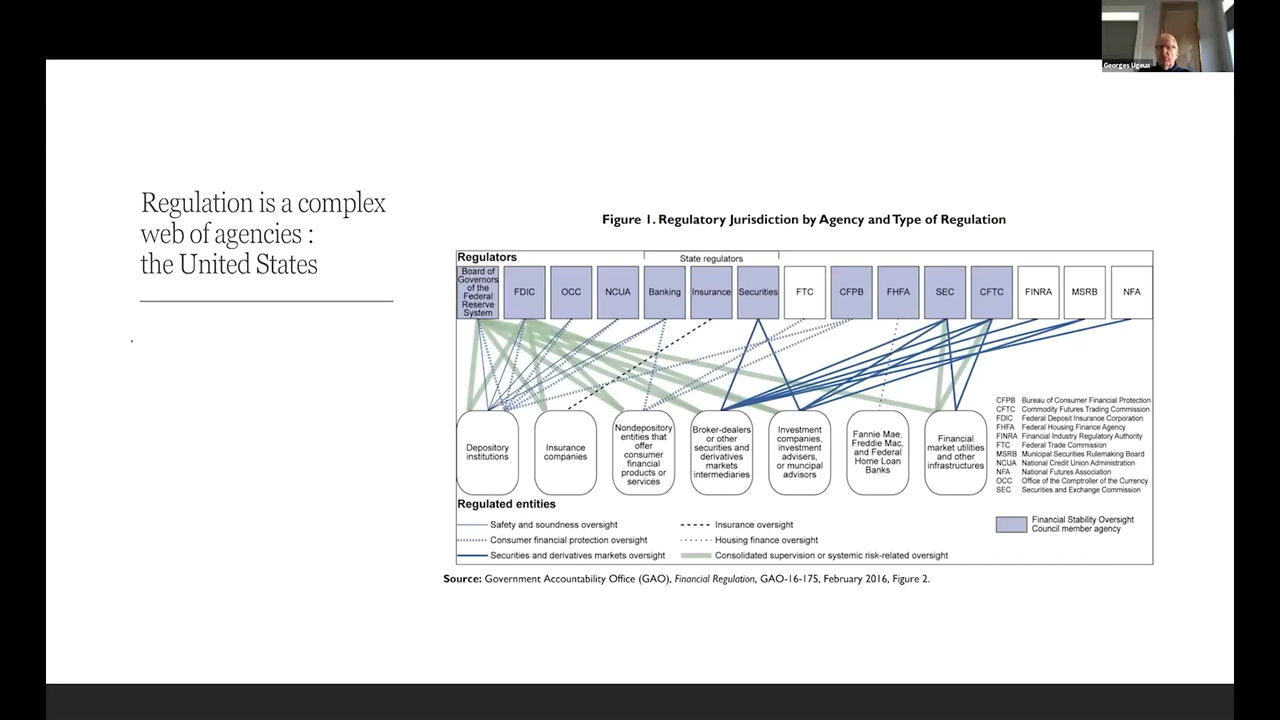 Georges Ugeux
Regulation is a complex
web of agencies :
the United States
.
Figure 1. Regulatory Jurisdiction by Agency and Type of Regulation
Regulators
State regulators
Board of
Governors
of the
Federal
Reserve
System
FDIC
OCC
NCUA
Banking
Insurance
Securities
FTC
CFPB
FHFA
SEC
CFTC
FINRA
MSRB
NFA
Depository
institutions
Insurance
companies
Nondepository
entities that
offer
consumer
financial
products or
services
Broker-dealers
or other
securities and
derivatives
markets
intermediaries
Investment
companies,
investment
advisers,
or muncipal
advisors
Fannie Mae,
Freddie Mac,
and Federal
Home Loan
Banks
Financial
market utilities
and other
infrastructures
CFPB Bureau of Consumer Financial Protection
CFTC Commodity Futures Trading Commission
FDIC Federal Deposit Insurance Corporation
FHFA Federal Housing Finance Agency
FINRA Financial Industry Regulatory Authority
FTC Federal Trade Commission
MSRB Municipal Securities Rulemaking Board
NCUA National Credit Union Administration
NFA National Futures Association
OCC Office of the Comptroller of the Currency
SEC Securities and Exchange Commission
Regulated entities
Safety and soundness oversight
Consumer financial protection oversight
Securities and derivatives markets oversight
Insurance oversight
Housing finance oversight
Consolidated supervision or systemic risk-related oversight
Financial Stability Oversight
Council member agency
Source: Government Accountability Office (GAO), Financial Regulation, GAO-16-175, February 2016, Figure 2.